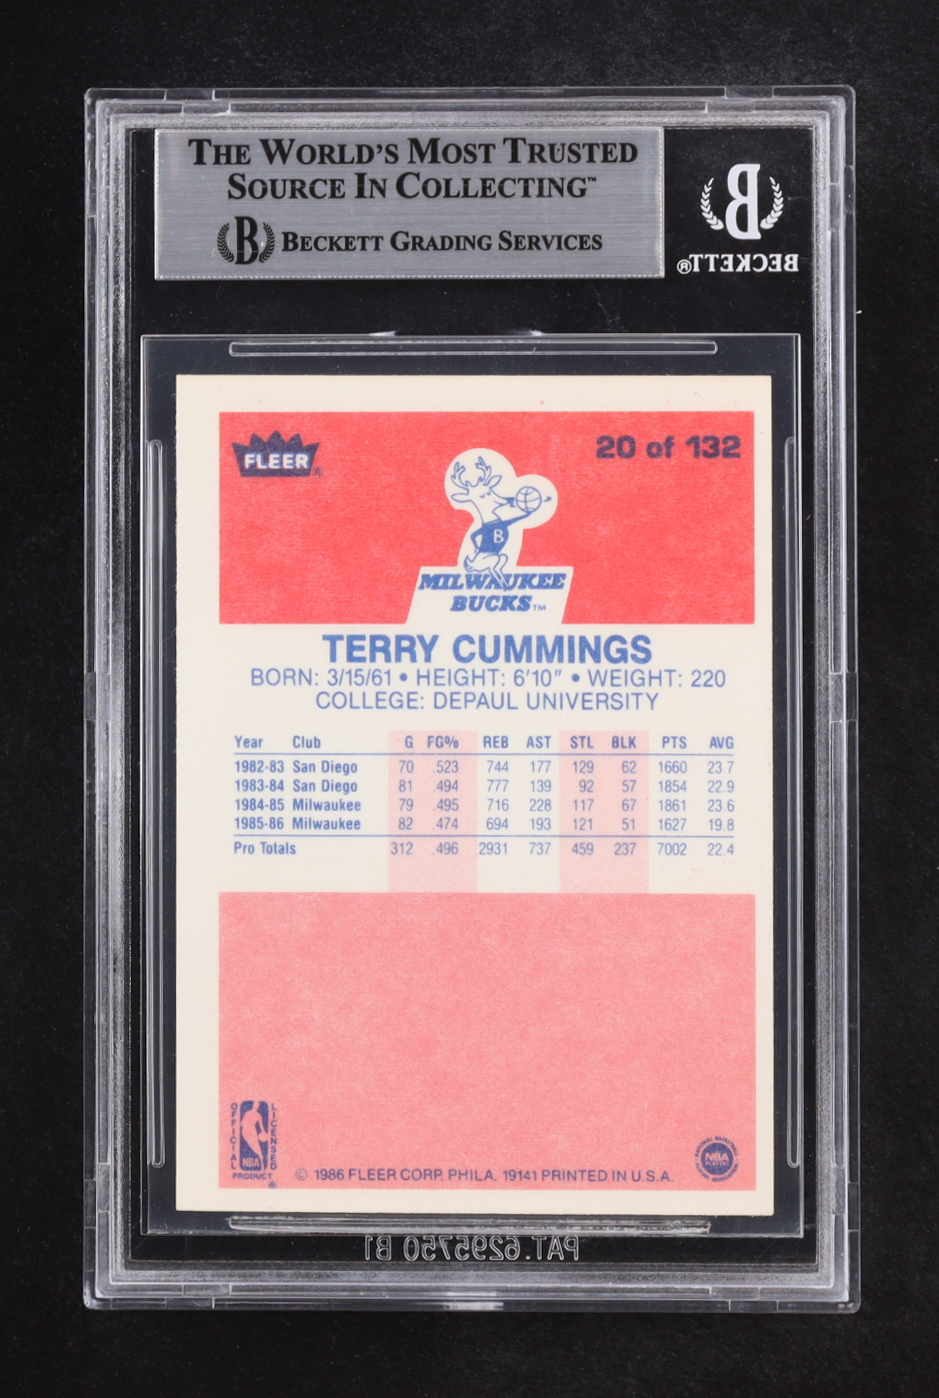 THE WORLD'S MOST TRUSTED
SOURCE IN COLLECTING™
B BECKETT GRADING SERVICES
B
BECKETT®
FLEER®
20 of 132
B
MILWAUKEE
BUCKS™
TERRY CUMMINGS
BORN: 3/15/61 • HEIGHT: 6'10" • WEIGHT: 220
COLLEGE: DEPAUL UNIVERSITY
Year Club G FG% REB AST STL BLK PTS AVG
1982-83 San Diego 70 .523 744 177 129 62 1660 23.7
1983-84 San Diego 81 .494 777 139 92 57 1854 22.9
1984-85 Milwaukee 79 .495 716 228 117 67 1861 23.6
1985-86 Milwaukee 82 .474 694 193 121 51 1627 19.8
Pro Totals 312 .496 2931 737 459 237 7002 22.4
OFFICIAL LICENSED
NBA
PRODUCT ®
© 1986 FLEER CORP. PHILA. 19141 PRINTED IN U.S.A.
NATIONAL BASKETBALL
NBA
PLAYERS
ASSOCIATION
PAT.6295750 B1